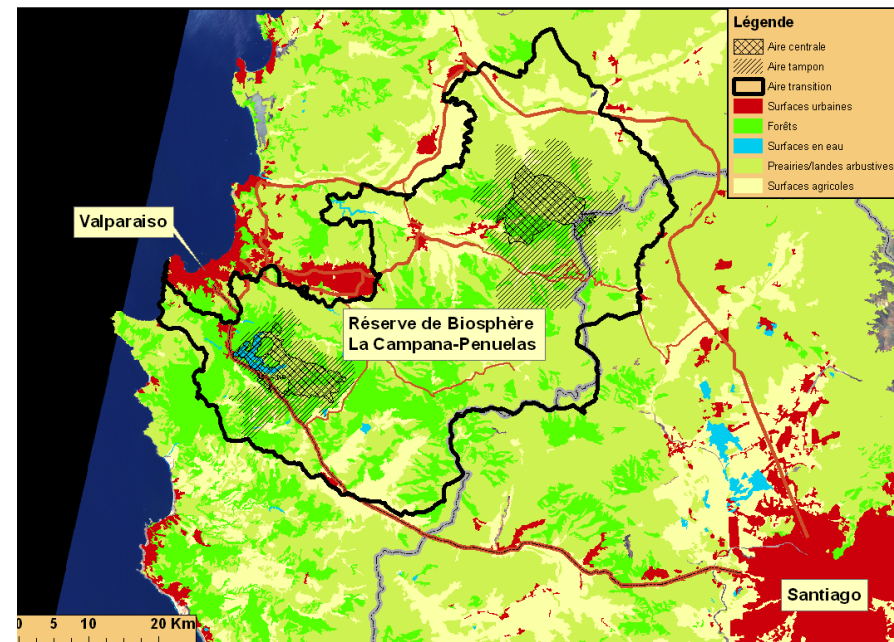 Légende
Aire centrale
Aire tampon
Aire transition
Surfaces urbaines
Forêts
Surfaces en eau
Preairies/landes arbustives
Surfaces agricoles
Valparaiso
Réserve de Biosphère
La Campana-Penuelas
Santiago
0 5 10 20 Km